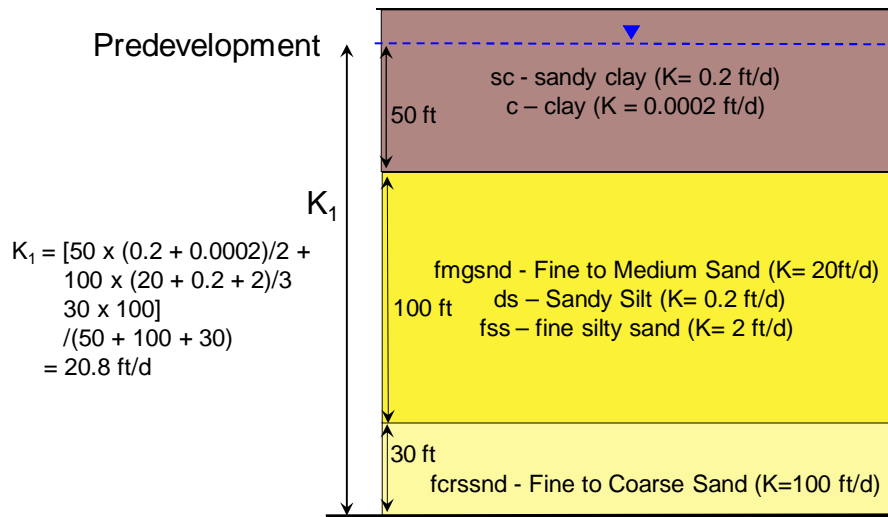 Predevelopment
sc - sandy clay (K= 0.2 ft/d)
c – clay (K = 0.0002 ft/d)
50 ft
K₁
K₁ = [50 x (0.2 + 0.0002)/2 +
100 x (20 + 0.2 + 2)/3
30 x 100]
/(50 + 100 + 30)
= 20.8 ft/d
fmgsnd - Fine to Medium Sand (K= 20ft/d)
ds – Sandy Silt (K= 0.2 ft/d)
fss – fine silty sand (K= 2 ft/d)
100 ft
30 ft
fcrssnd - Fine to Coarse Sand (K=100 ft/d)